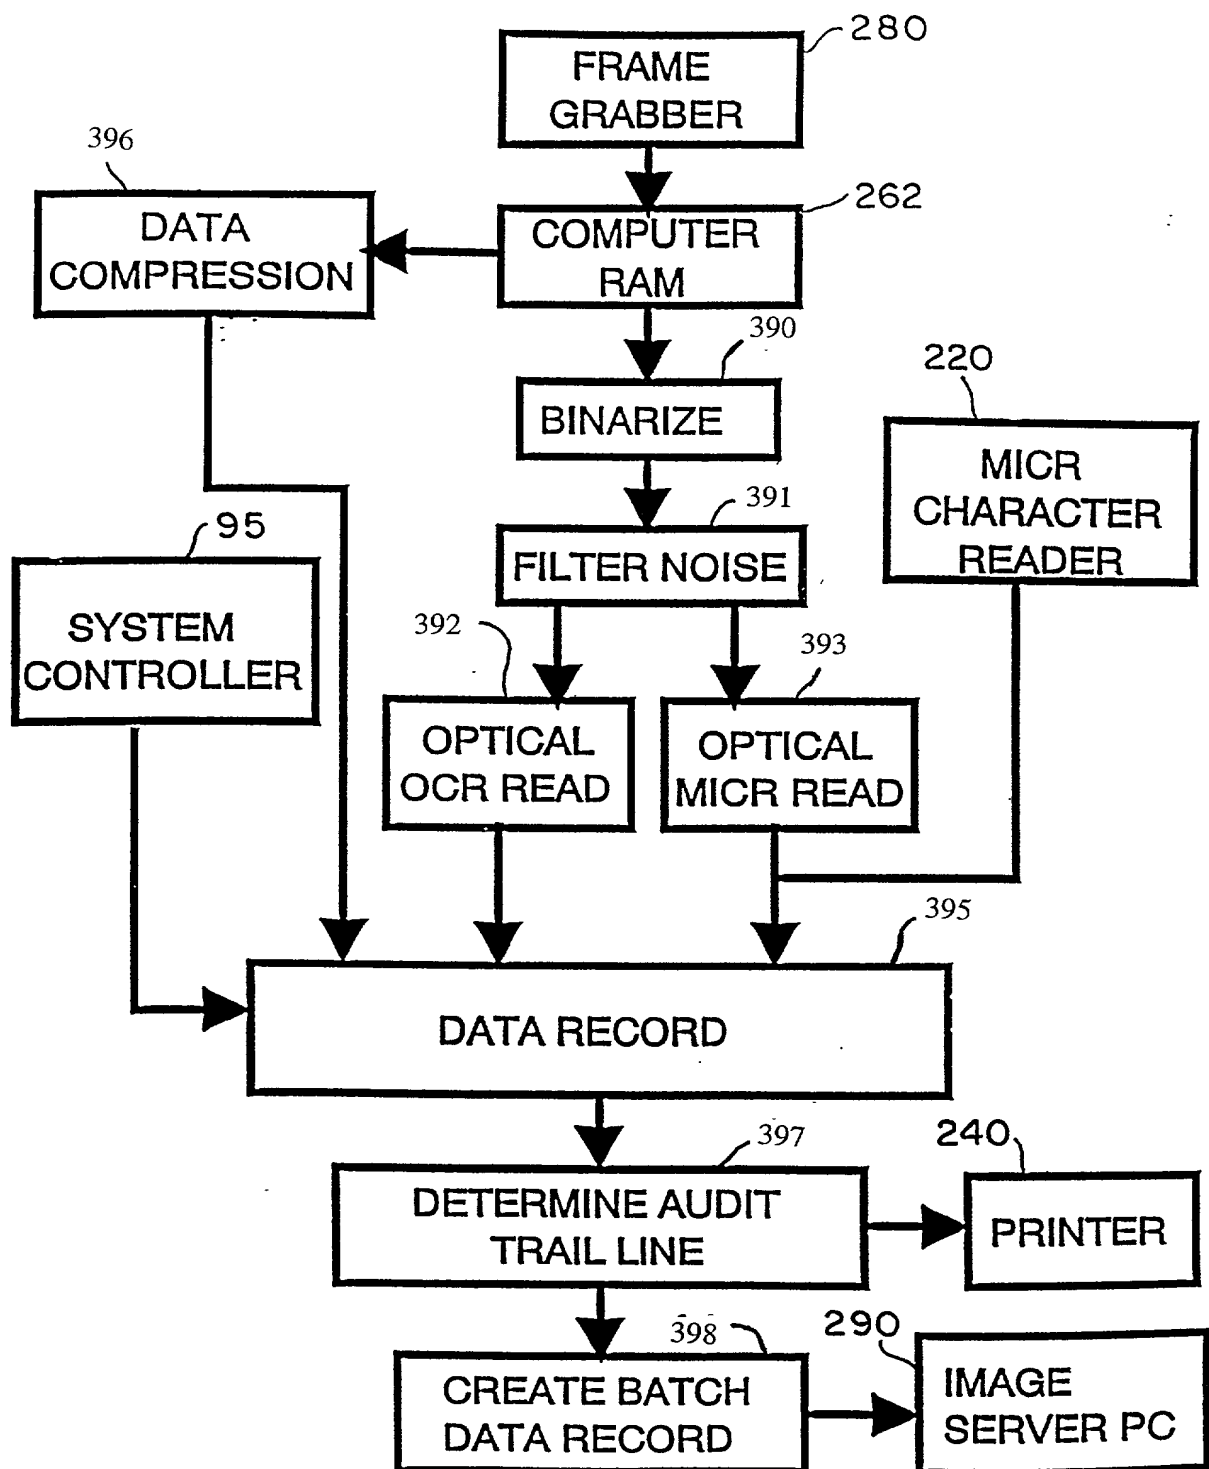 280
FRAME
GRABBER
396
262
DATA
COMPRESSION
COMPUTER
RAM
390
220
BINARIZE
MICR
CHARACTER
READER
391
95
FILTER NOISE
SYSTEM
CONTROLLER
392
393
OPTICAL
OCR READ
OPTICAL
MICR READ
395
DATA RECORD
397
240
DETERMINE AUDIT
TRAIL LINE
PRINTER
398
290
CREATE BATCH
DATA RECORD
IMAGE
SERVER PC